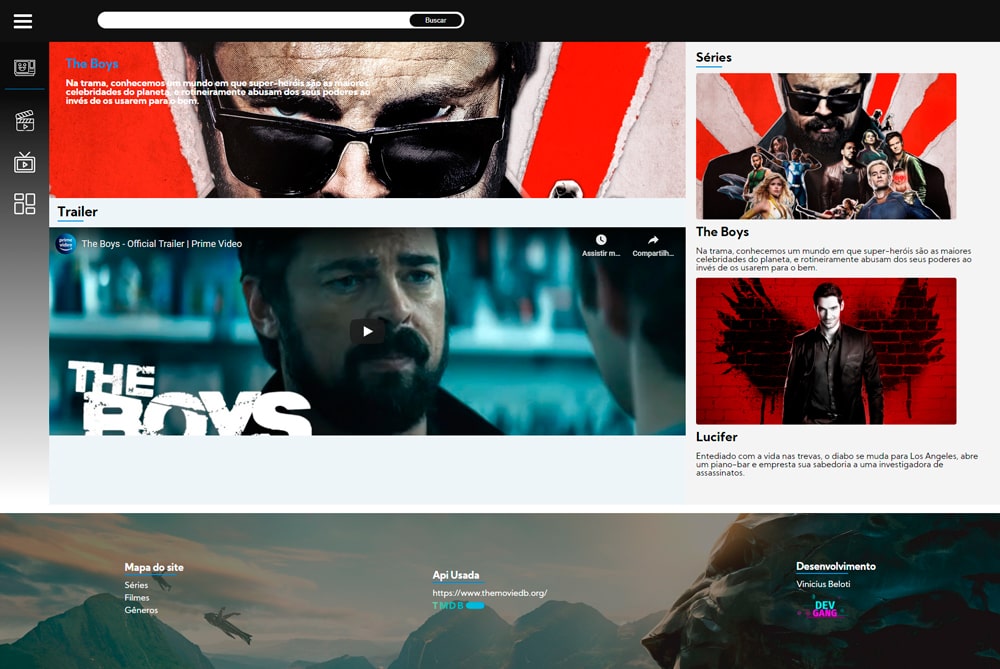 Buscar
The Boys
Na trama, conhecemos um mundo em que super-heróis são as maiores
celebridades do planeta, e rotineiramente abusam dos seus poderes ao
invés de os usarem para o bem.
Trailer
prime video
The Boys - Official Trailer | Prime Video
Assistir m...
Compartilh...
THE
BOYS
Séries
The Boys
Na trama, conhecemos um mundo em que super-heróis são as maiores
celebridades do planeta, e rotineiramente abusam dos seus poderes ao
invés de os usarem para o bem.
Lucifer
Entediado com a vida nas trevas, o diabo se muda para Los Angeles, abre
um piano-bar e empresta sua sabedoria a uma investigadora de
assassinatos.
Mapa do site
Séries
Filmes
Gêneros
Api Usada
https://www.themoviedb.org/
TMDB
Desenvolvimento
Vinicius Beloti
DEV
GANG